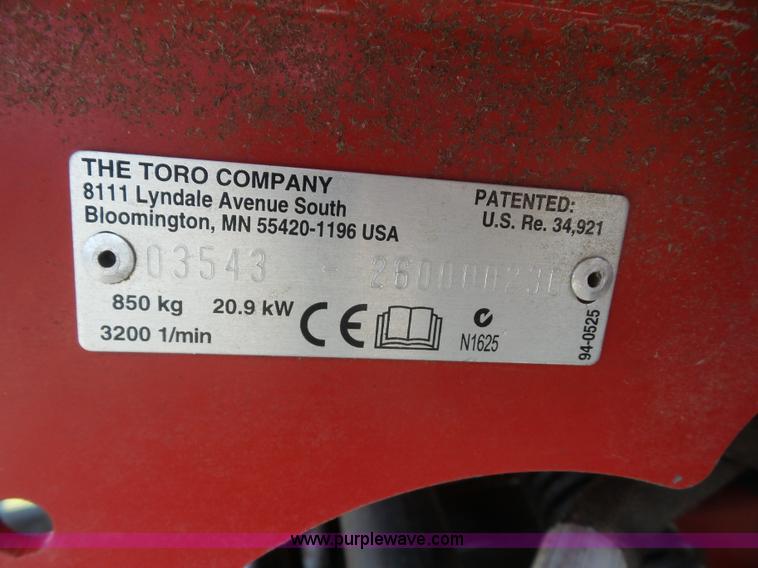 THE TORO COMPANY
8111 Lyndale Avenue South
Bloomington, MN 55420-1196 USA
PATENTED:
U.S. Re. 34,921
03543 -
850 kg 20.9 kW
3200 1/min
CE
N1625
94-0525
www.purplewave.com